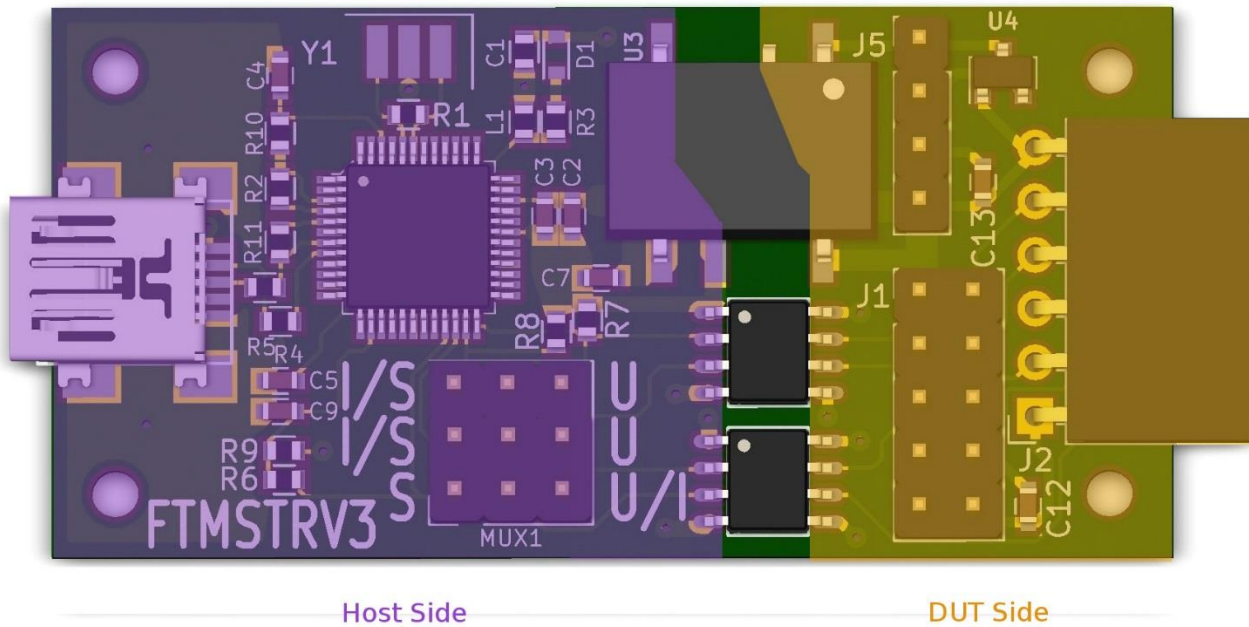 Y1
C4
C1
D1
U3
J5
U4
R10
R1
L1
R3
R2
C3
C2
R11
C13
C7
J1
R5
R4
R8
R7
C5
I/S
U
C9
I/S
U
R9
R6
S
U/I
J2
C12
FTMSTRV3
MUX1
Host Side
DUT Side